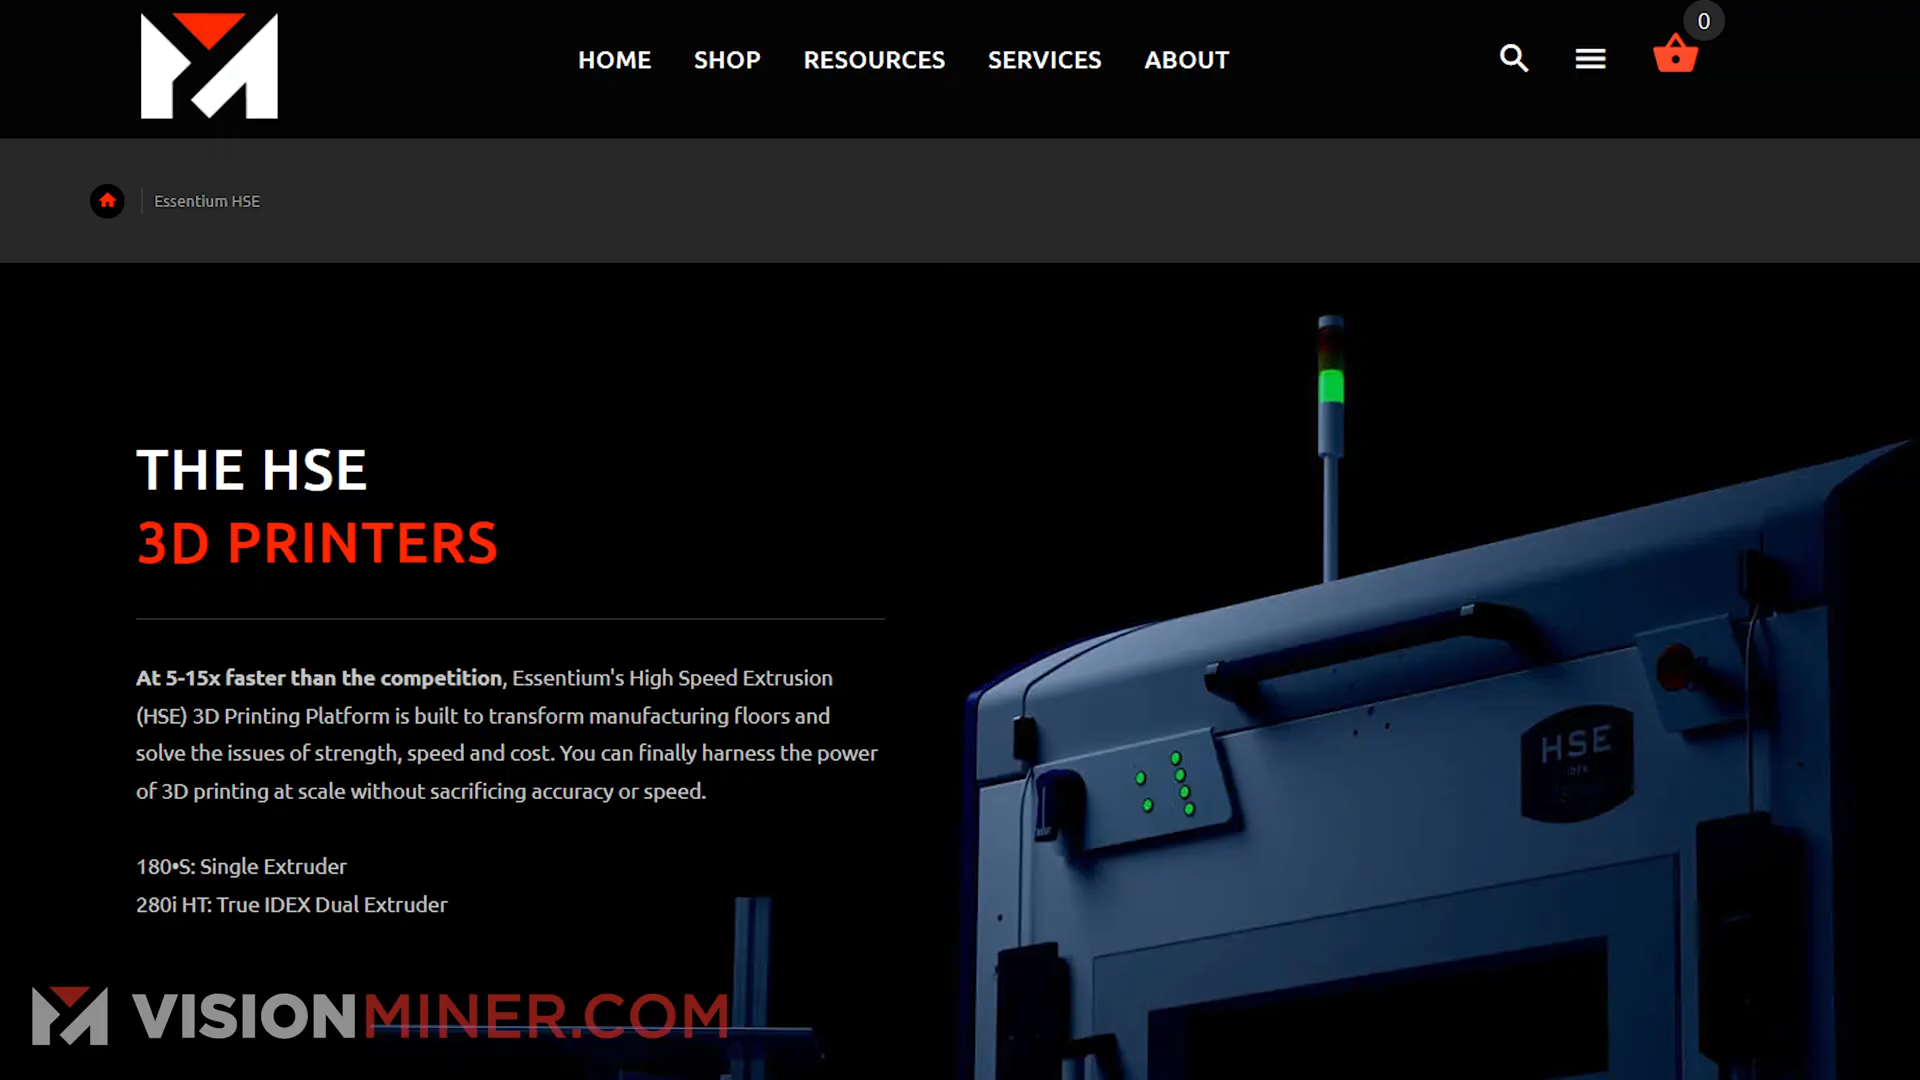 0
HOME SHOP RESOURCES SERVICES ABOUT
Essentium HSE
THE HSE
3D PRINTERS
At 5-15x faster than the competition, Essentium's High Speed Extrusion
(HSE) 3D Printing Platform is built to transform manufacturing floors and
solve the issues of strength, speed and cost. You can finally harness the power
of 3D printing at scale without sacrificing accuracy or speed.
180•S: Single Extruder
280i HT: True IDEX Dual Extruder
HSE
VISIONMINER.COM